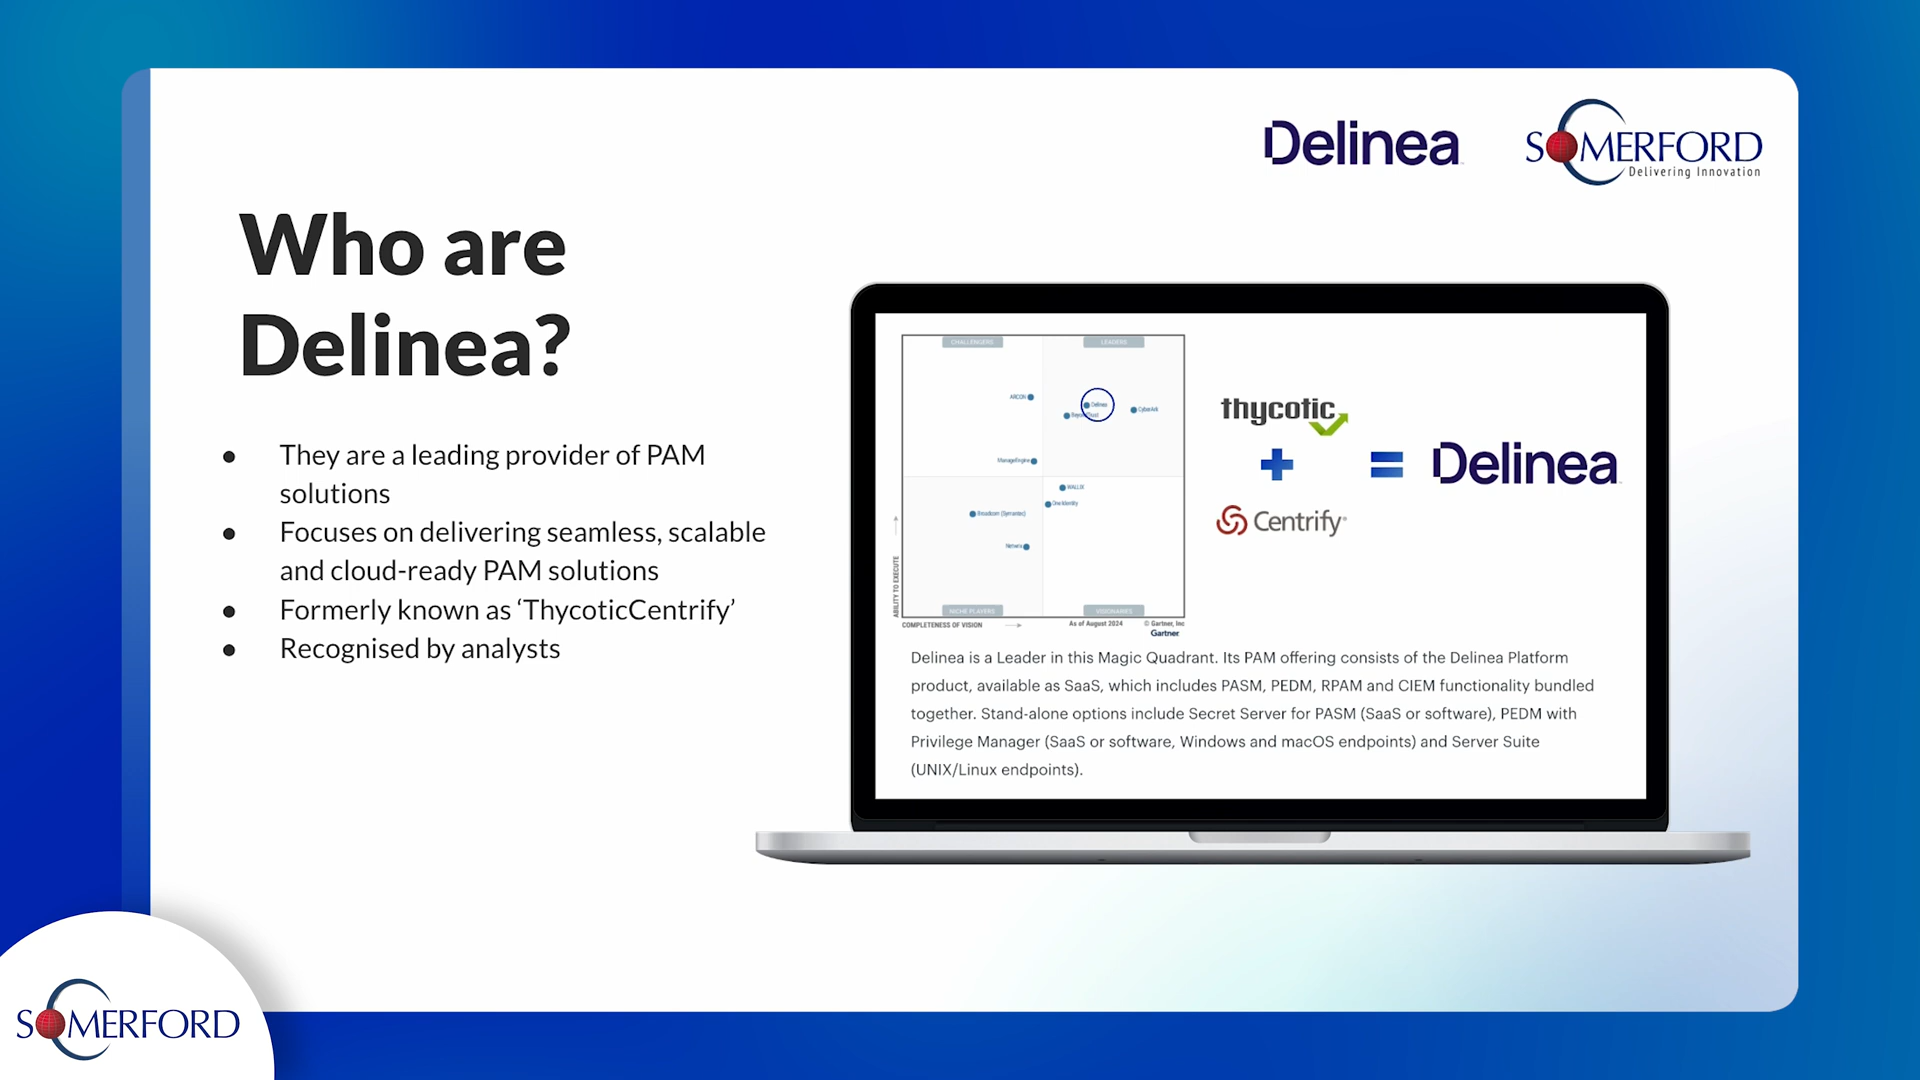 Delinea
SOMERFORD
Delivering Innovation
Who are
Delinea?
● They are a leading provider of PAM
solutions
● Focuses on delivering seamless, scalable
and cloud-ready PAM solutions
● Formerly known as ‘ThycoticCentrify’
● Recognised by analysts
CHALLENGERS
LEADERS
ARCON
Delinea
BeyondTrust
CyberArk
ManageEngine
WALLIX
One Identity
Broadcom (Symantec)
Netwrix
NICHE PLAYERS
VISIONARIES
ABILITY TO EXECUTE
COMPLETENESS OF VISION
As of August 2024
© Gartner, Inc
Gartner
thycotic
+
= Delinea
Centrify
Delinea is a Leader in this Magic Quadrant. Its PAM offering consists of the Delinea Platform
product, available as SaaS, which includes PASM, PEDM, RPAM and CIEM functionality bundled
together. Stand-alone options include Secret Server for PASM (SaaS or software), PEDM with
Privilege Manager (SaaS or software, Windows and macOS endpoints) and Server Suite
(UNIX/Linux endpoints).
SOMERFORD